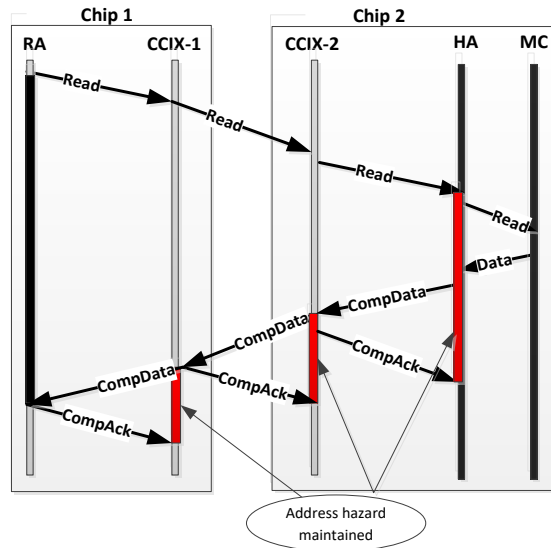 Chip 1
Chip 2
RA
CCIX-1
CCIX-2
HA
MC
Read
Read
Read
Read
Data
CompData
CompData
CompData
CompAck
CompAck
CompAck
Address hazard
maintained